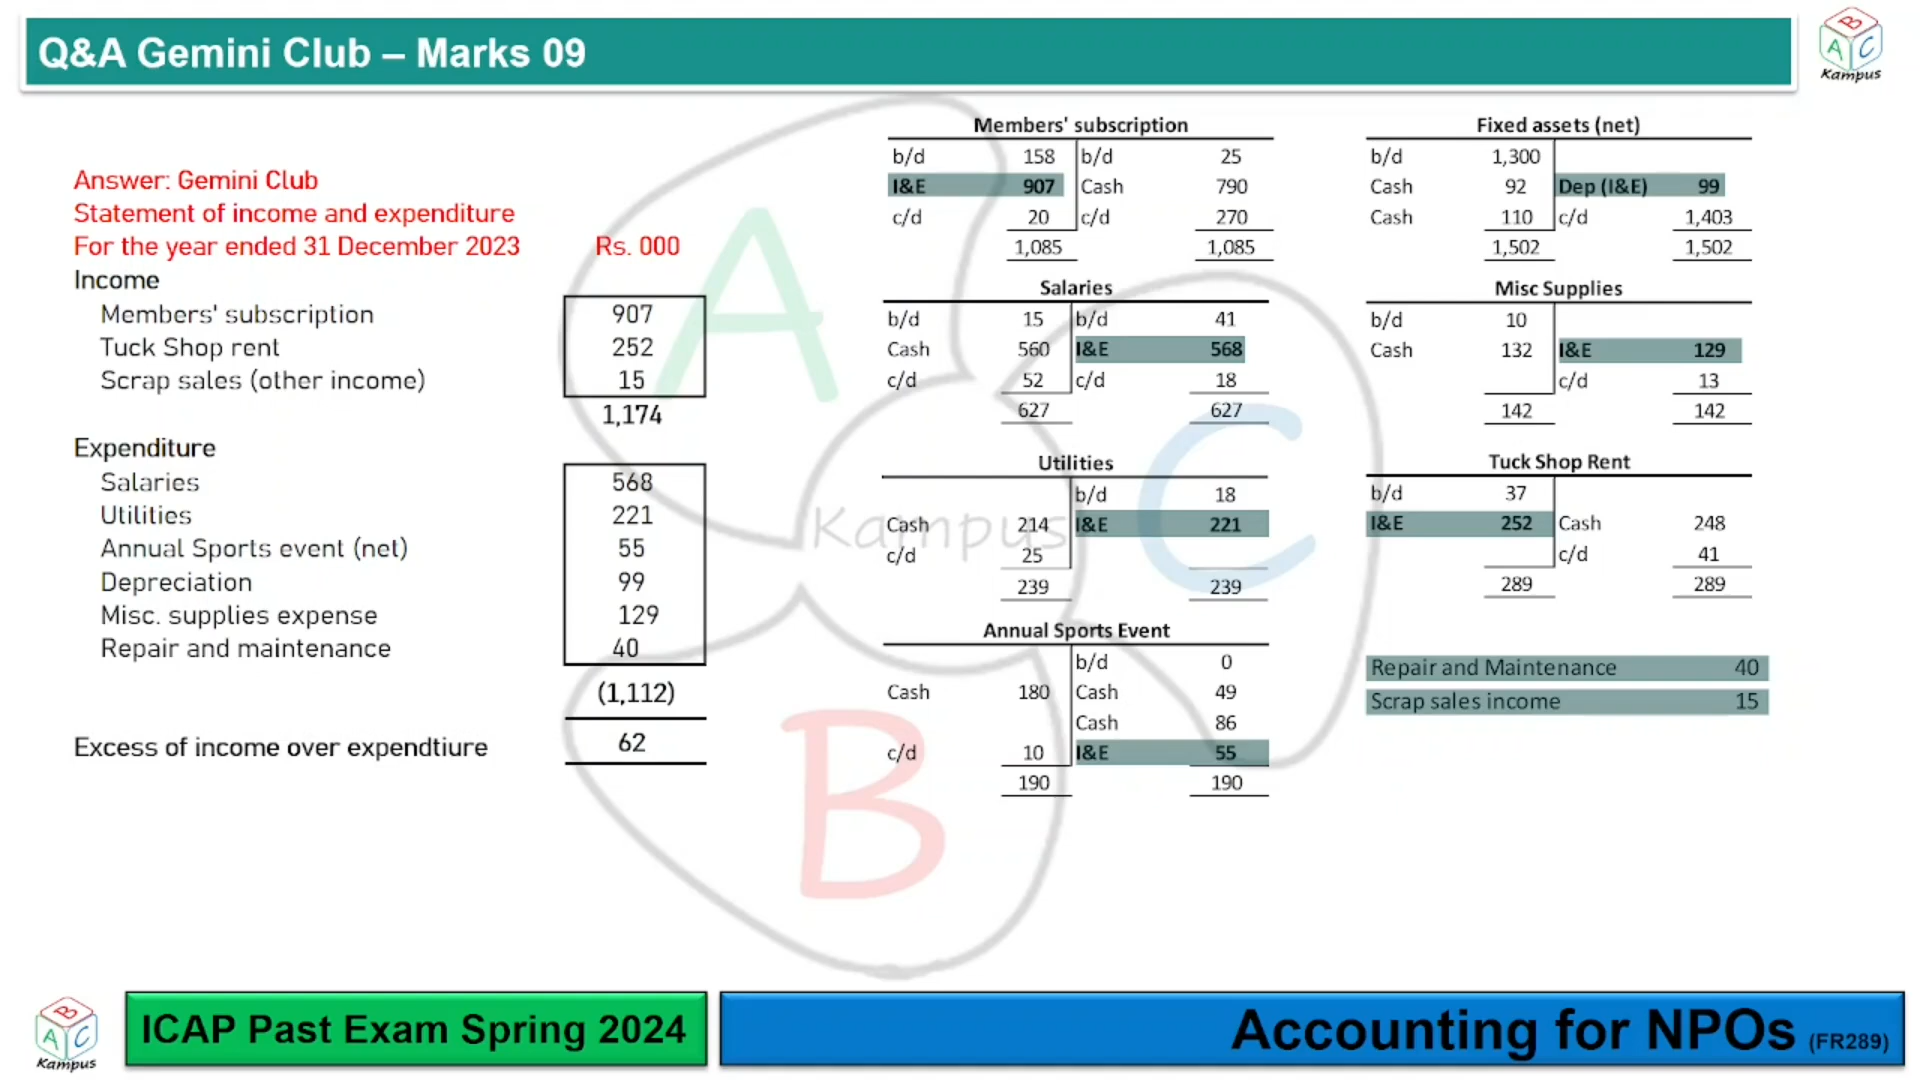 Q&A Gemini Club – Marks 09
B
A C
Kampus
Answer: Gemini Club
Statement of income and expenditure
For the year ended 31 December 2023 Rs. 000
Income
Members' subscription 907
Tuck Shop rent 252
Scrap sales (other income) 15
1,174
Expenditure
Salaries 568
Utilities 221
Annual Sports event (net) 55
Depreciation 99
Misc. supplies expense 129
Repair and maintenance 40
(1,112)
Excess of income over expendtiure 62
Members' subscription
b/d 158 b/d 25
I&E 907 Cash 790
c/d 20 c/d 270
1,085 1,085
Salaries
b/d 15 b/d 41
Cash 560 I&E 568
c/d 52 c/d 18
627 627
Utilities
b/d 18
Cash 214 I&E 221
c/d 25
239 239
Annual Sports Event
b/d 0
Cash 180 Cash 49
Cash 86
c/d 10 I&E 55
190 190
Fixed assets (net)
b/d 1,300
Cash 92 Dep (I&E) 99
Cash 110 c/d 1,403
1,502 1,502
Misc Supplies
b/d 10
Cash 132 I&E 129
c/d 13
142 142
Tuck Shop Rent
b/d 37
I&E 252 Cash 248
c/d 41
289 289
Repair and Maintenance 40
Scrap sales income 15
A
C
Kampus
B
B
A C
Kampus
ICAP Past Exam Spring 2024
Accounting for NPOs (FR289)